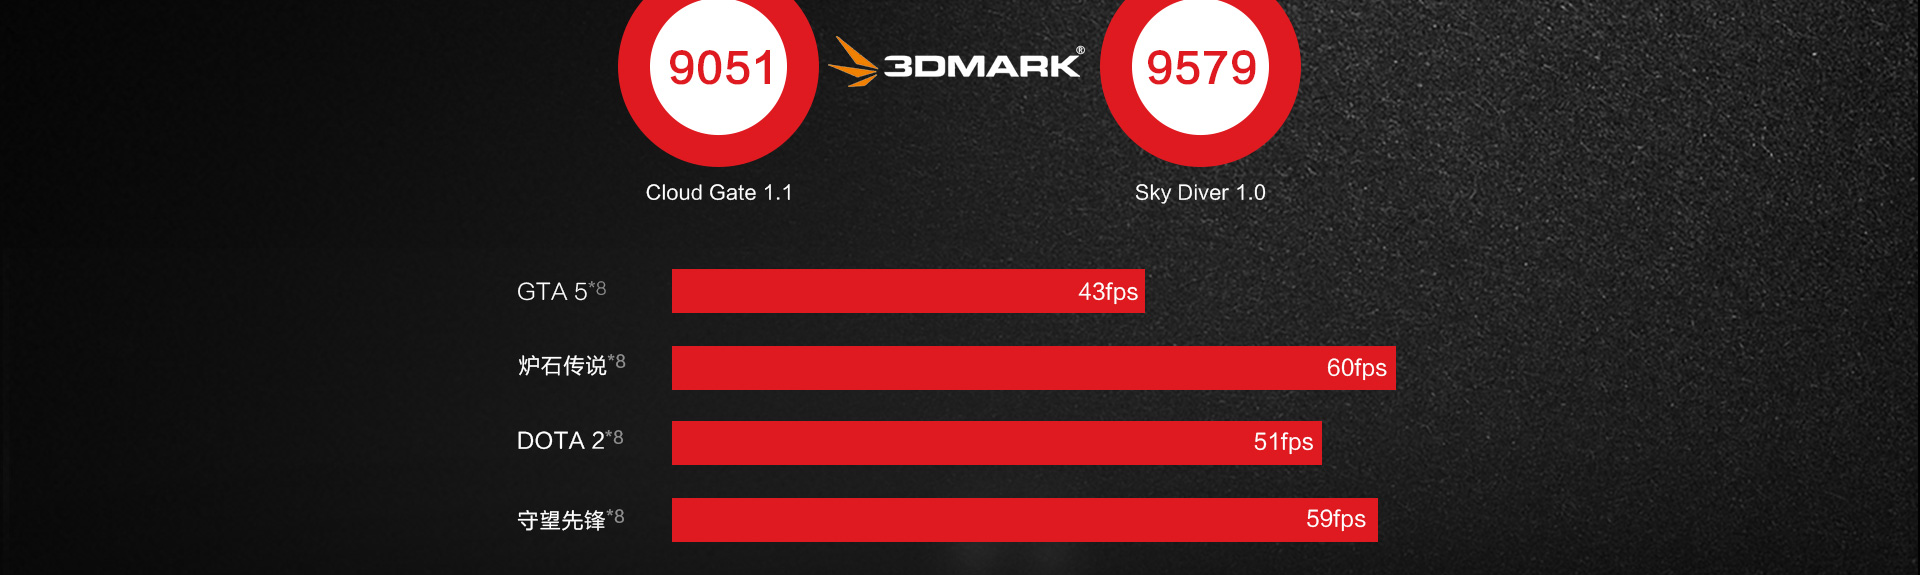 9051
3DMARK®
9579
Cloud Gate 1.1
Sky Diver 1.0
GTA 5*8
43fps
炉石传说*8
60fps
DOTA 2*8
51fps
守望先锋*8
59fps